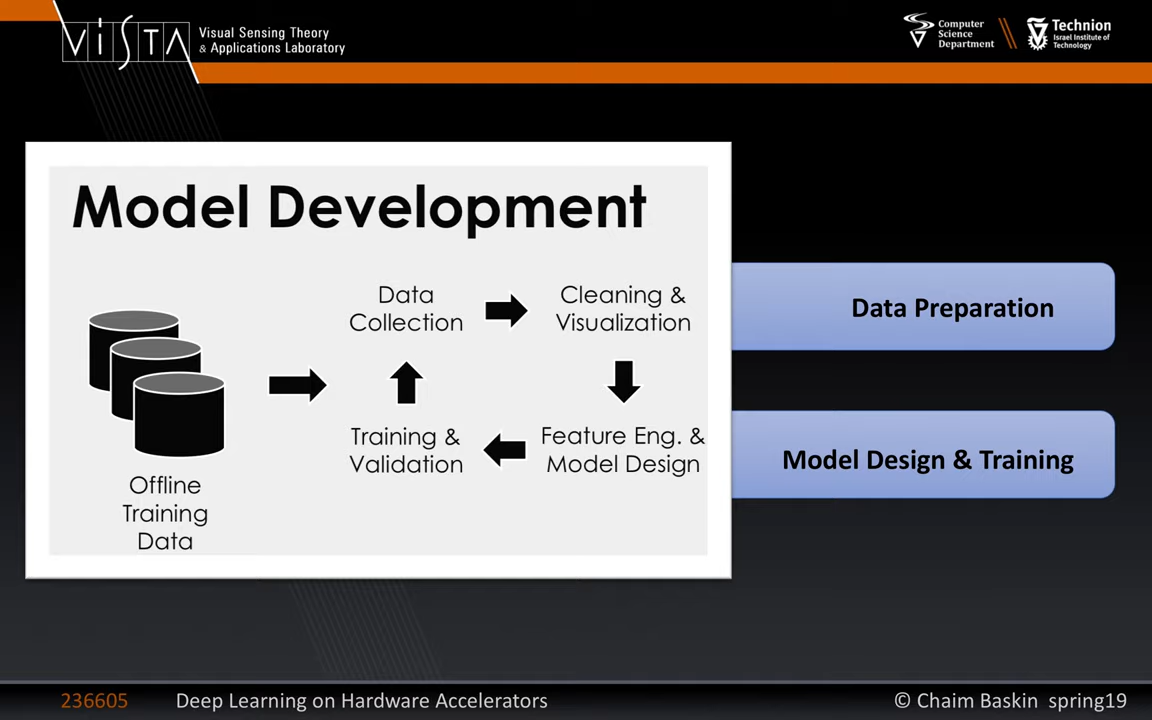 ViSTA
Visual Sensing Theory
& Applications Laboratory
Computer
Science
Department
Technion
Israel Institute of
Technology
Model Development
Data
Collection
Cleaning &
Visualization
Training &
Validation
Feature Eng. &
Model Design
Offline
Training
Data
Data Preparation
Model Design & Training
236605
Deep Learning on Hardware Accelerators
© Chaim Baskin spring19